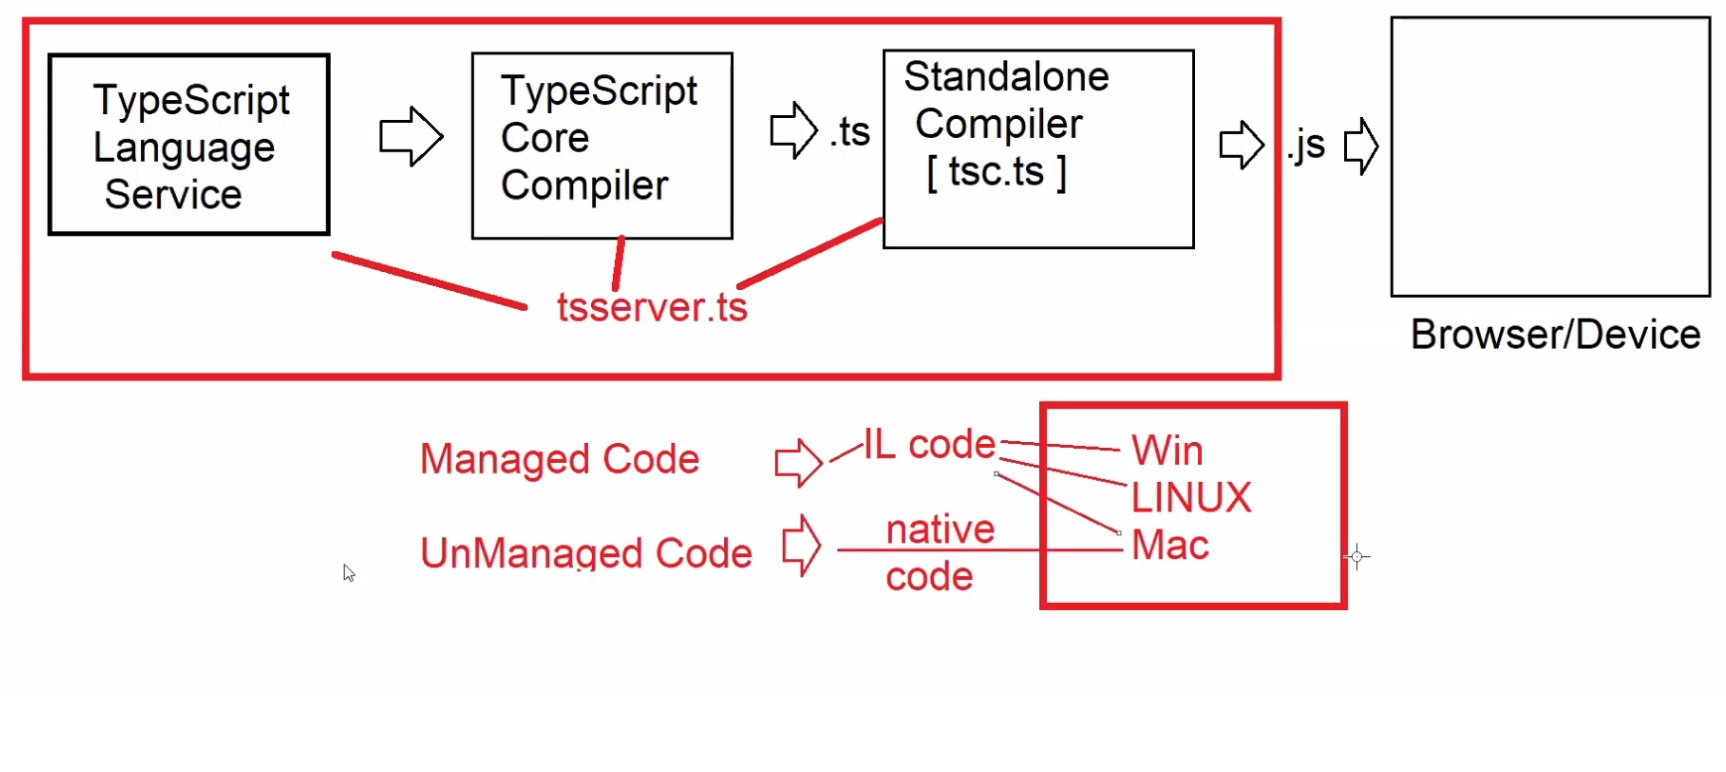 TypeScript
Language
Service
TypeScript
Core
Compiler
.ts
Standalone
Compiler
[ tsc.ts ]
.js
tsserver.ts
Browser/Device
Managed Code
IL code
Win
LINUX
Mac
UnManaged Code
native
code